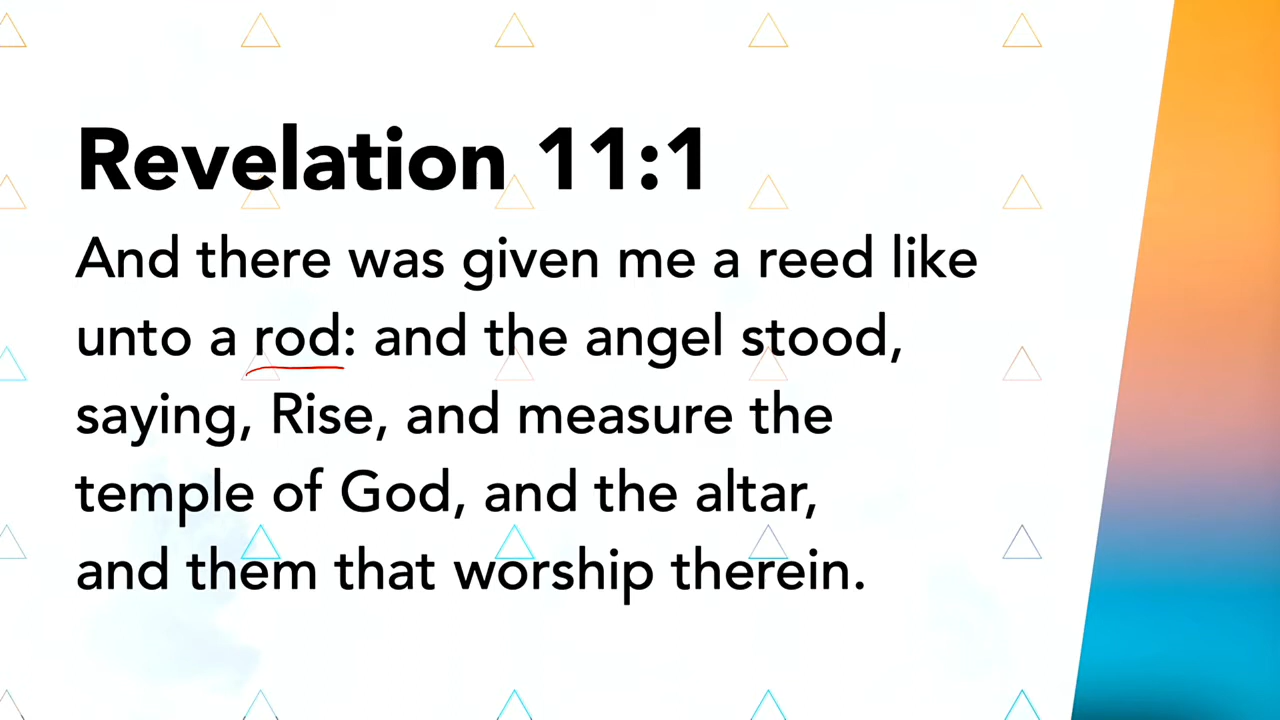 Revelation 11:1
And there was given me a reed like
unto a rod: and the angel stood,
saying, Rise, and measure the
temple of God, and the altar,
and them that worship therein.